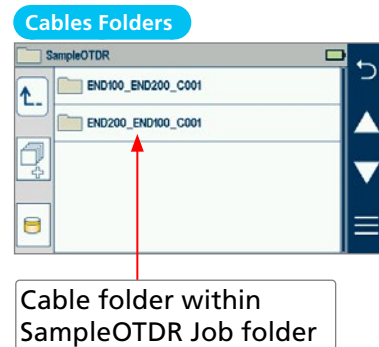 Cables Folders
SampleOTDR
END100_END200_C001
END200_END100_C001
Cable folder within
SampleOTDR Job folder